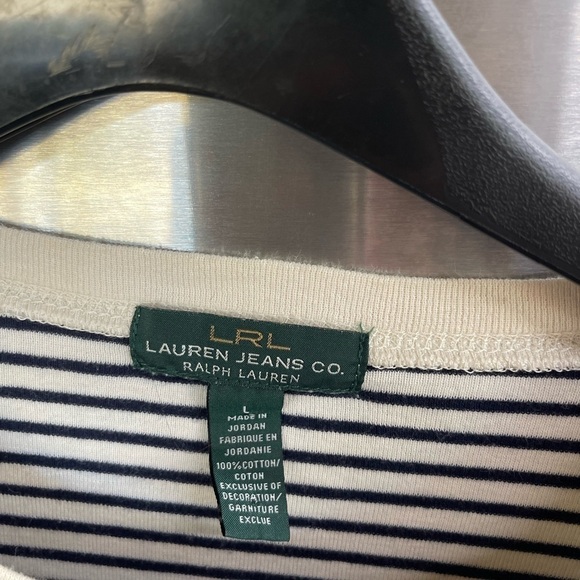 LRL
LAUREN JEANS CO.
RALPH LAUREN
L
MADE IN
JORDAN
FABRIQUE EN
JORDANIE
100% COTTON/
COTON
EXCLUSIVE OF
DECORATION/
GARNITURE
EXCLUE